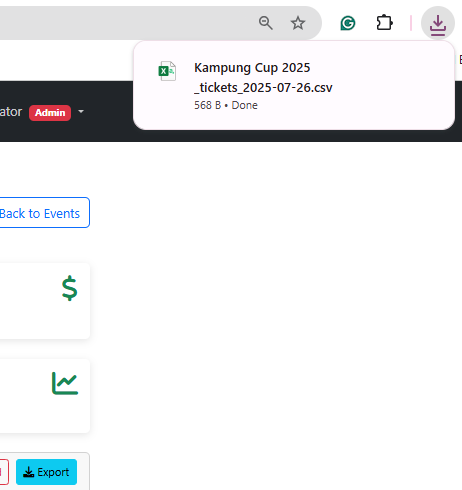 Kampung Cup 2025
_tickets_2025-07-26.csv
568 B • Done
ator Admin
Back to Events
Export